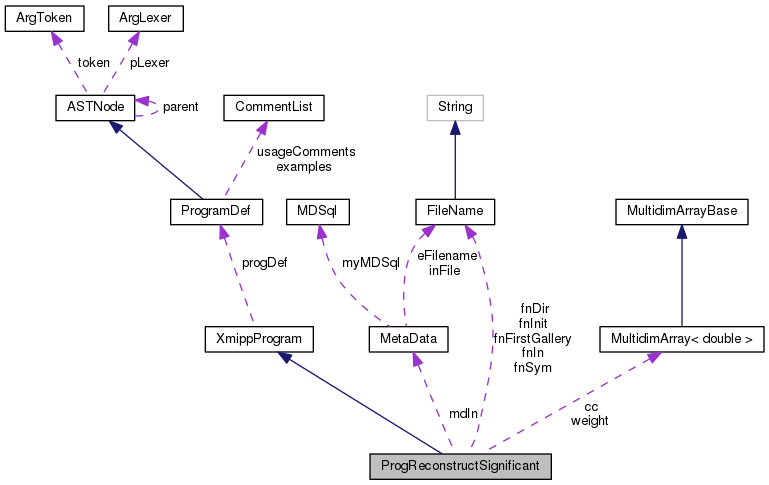 ArgToken
ArgLexer
token
pLexer
ASTNode
parent
CommentList
String
usageComments
examples
ProgramDef
MDSql
FileName
MultidimArrayBase
progDef
myMDSql
eFilename
inFile
fnDir
fnInit
fnFirstGallery
fnIn
fnSym
XmippProgram
MetaData
MultidimArray< double >
mdIn
cc
weight
ProgReconstructSignificant